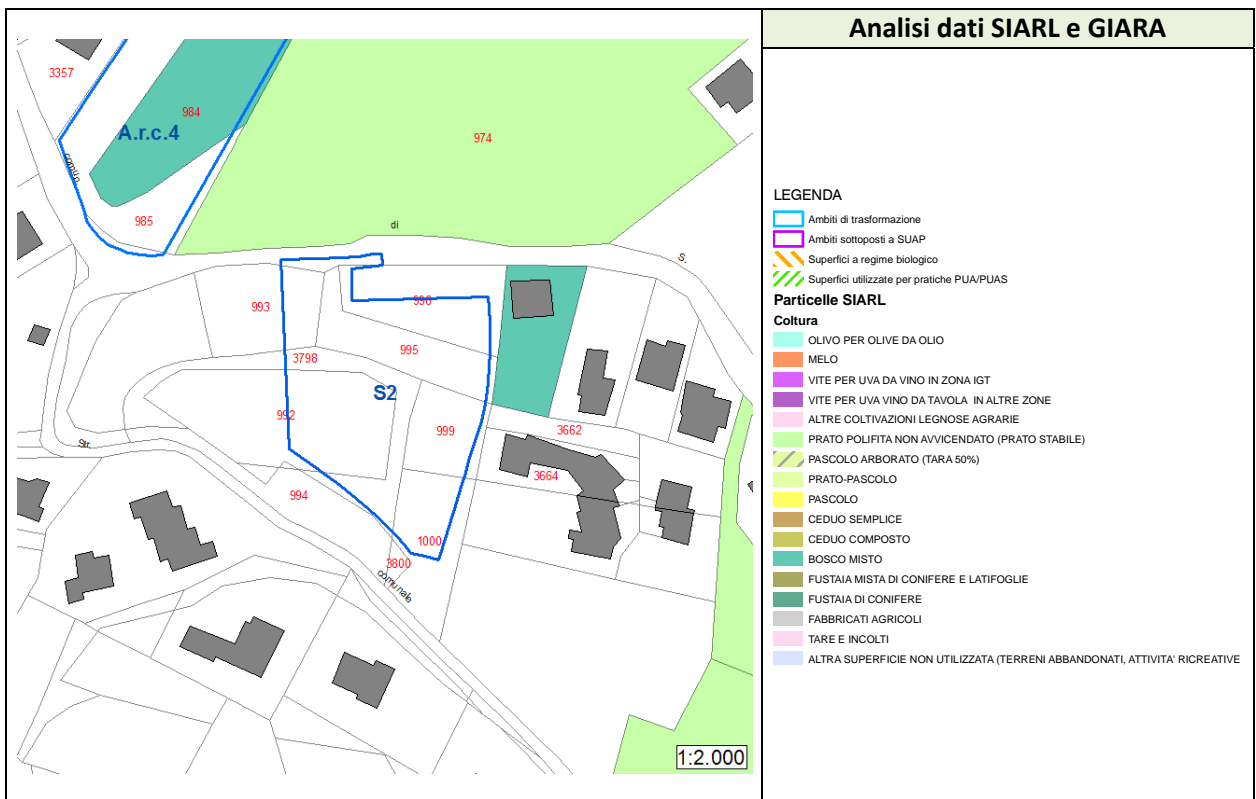 Analisi dati SIARL e GIARA
3357
984
A.r.c.4
974
comun.
985
di
S.
993
996
3798
995
S2
992
999
3662
Str.
3664
994
1000
3800
comunale
1:2.000
LEGENDA
Ambiti di trasformazione
Ambiti sottoposti a SUAP
Superfici a regime biologico
Superfici utilizzate per pratiche PUA/PUAS
Particelle SIARL
Coltura
OLIVO PER OLIVE DA OLIO
MELO
VITE PER UVA DA VINO IN ZONA IGT
VITE PER UVA VINO DA TAVOLA IN ALTRE ZONE
ALTRE COLTIVAZIONI LEGNOSE AGRARIE
PRATO POLIFITA NON AVVICENDATO (PRATO STABILE)
PASCOLO ARBORATO (TARA 50%)
PRATO-PASCOLO
PASCOLO
CEDUO SEMPLICE
CEDUO COMPOSTO
BOSCO MISTO
FUSTAIA MISTA DI CONIFERE E LATIFOGLIE
FUSTAIA DI CONIFERE
FABBRICATI AGRICOLI
TARE E INCOLTI
ALTRA SUPERFICIE NON UTILIZZATA (TERRENI ABBANDONATI, ATTIVITA' RICREATIVE